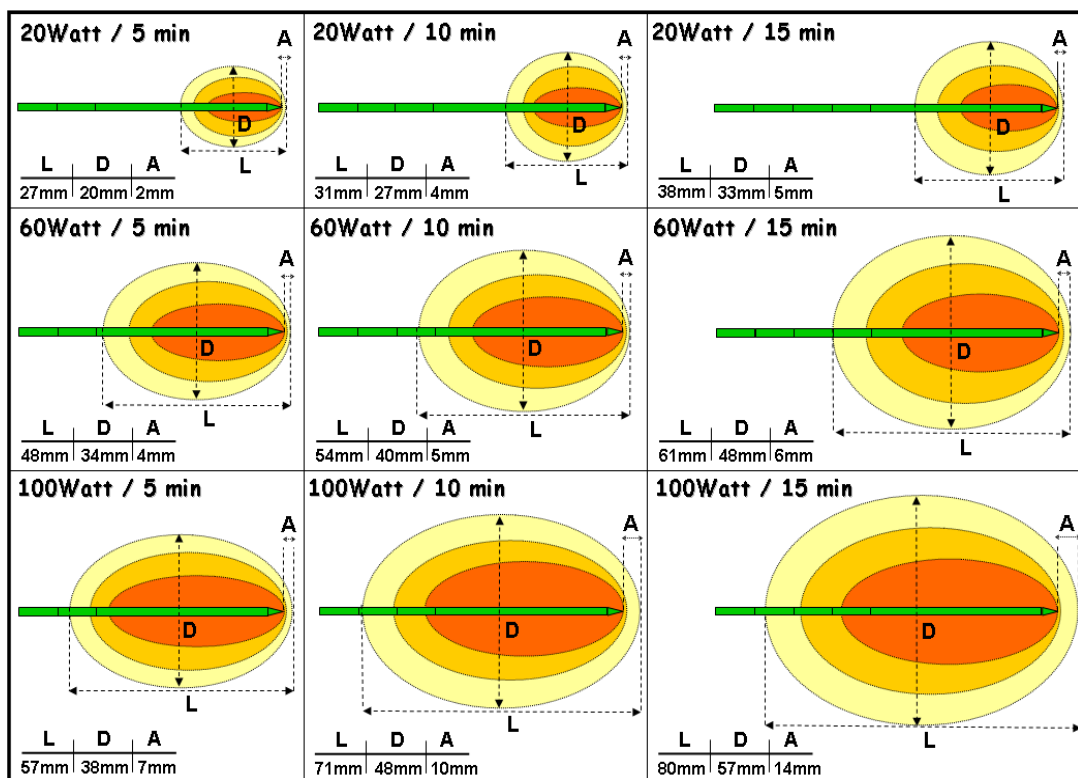 20Watt / 5 min
A
D
L
L D A
27mm 20mm 2mm
20Watt / 10 min
A
D
L
L D A
31mm 27mm 4mm
20Watt / 15 min
A
D
L
L D A
38mm 33mm 5mm
60Watt / 5 min
A
D
L
L D A
48mm 34mm 4mm
60Watt / 10 min
A
D
L
L D A
54mm 40mm 5mm
60Watt / 15 min
A
D
L
L D A
61mm 48mm 6mm
100Watt / 5 min
A
D
L
L D A
57mm 38mm 7mm
100Watt / 10 min
A
D
L
L D A
71mm 48mm 10mm
100Watt / 15 min
A
D
L
L D A
80mm 57mm 14mm